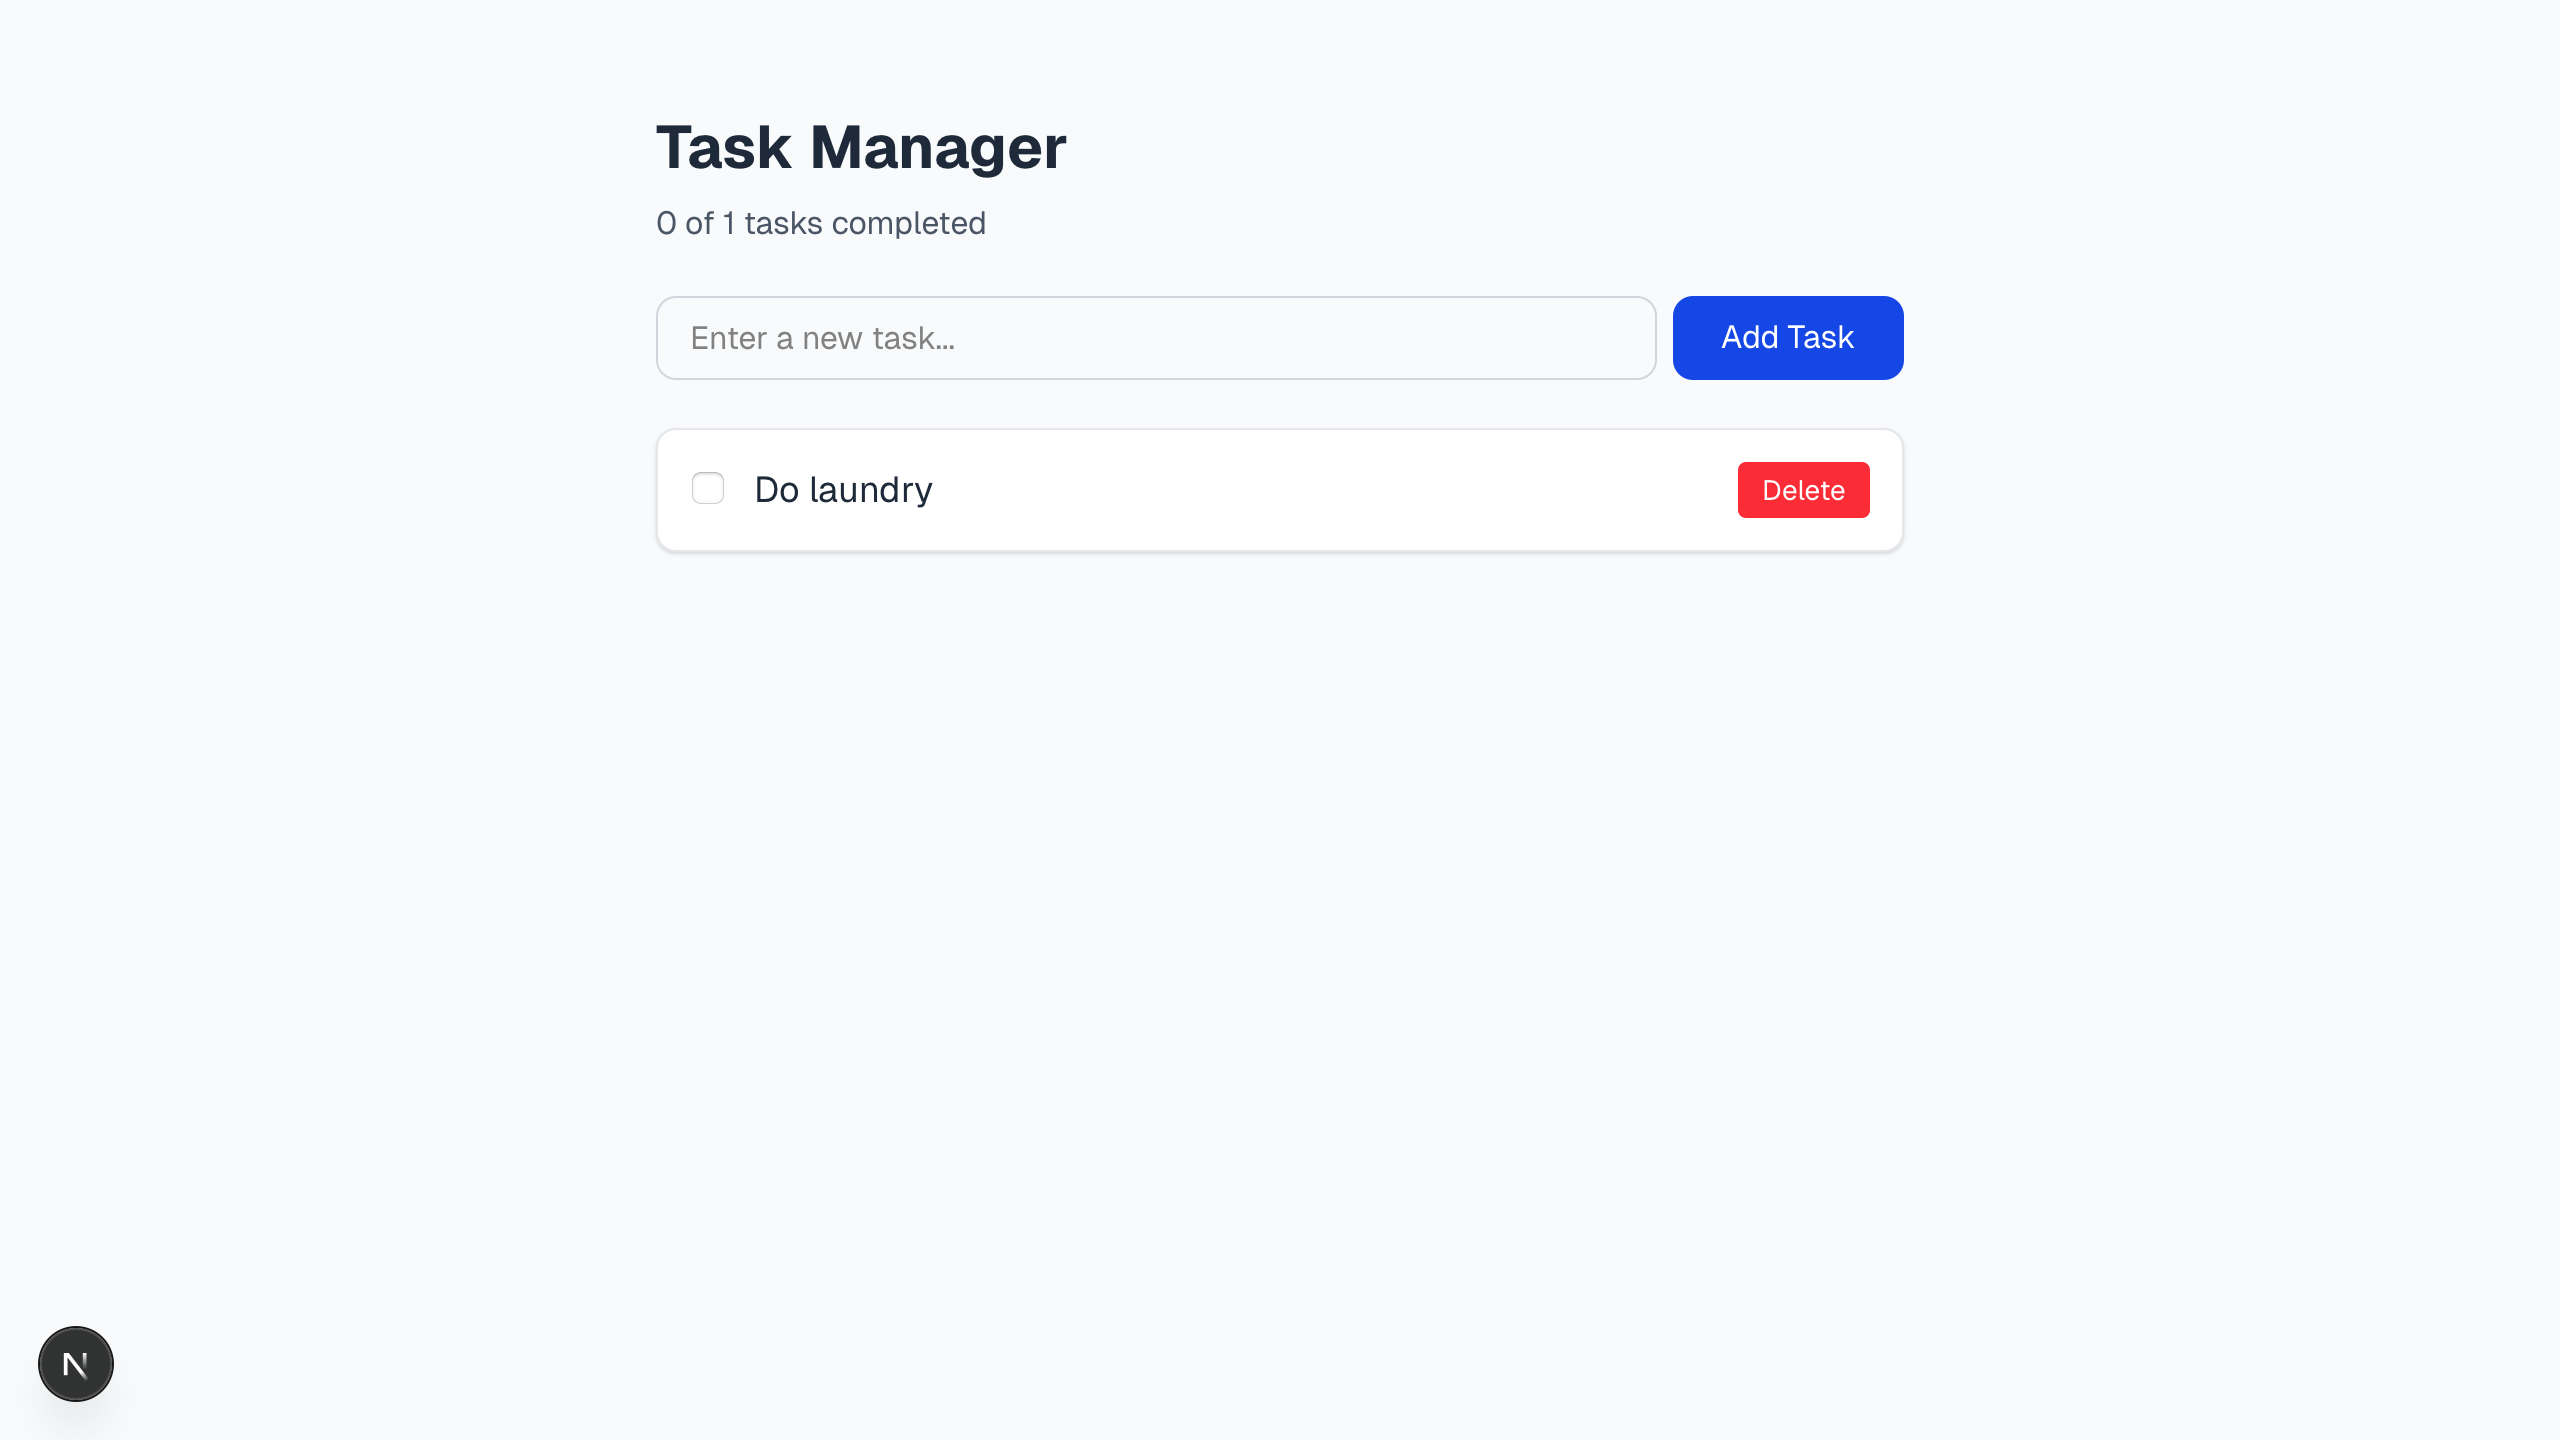 Task Manager
0 of 1 tasks completed
Enter a new task...
Add Task
Do laundry
Delete
N